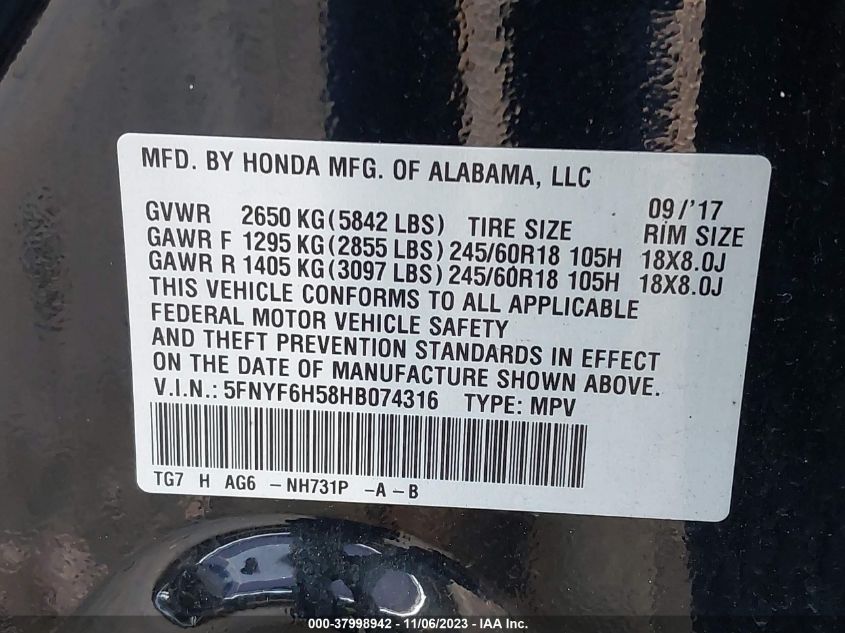 MFD. BY HONDA MFG. OF ALABAMA, LLC
09/'17
GVWR 2650 KG(5842 LBS) TIRE SIZE RIM SIZE
GAWR F 1295 KG(2855 LBS) 245/60R18 105H 18X8.0J
GAWR R 1405 KG(3097 LBS) 245/60R18 105H 18X8.0J
THIS VEHICLE CONFORMS TO ALL APPLICABLE
FEDERAL MOTOR VEHICLE SAFETY
AND THEFT PREVENTION STANDARDS IN EFFECT
ON THE DATE OF MANUFACTURE SHOWN ABOVE.
V.I.N.: 5FNYF6H58HB074316 TYPE: MPV
TG7 H AG6 -NH731P -A-B
000-37998942 - 11/06/2023 - IAA Inc.